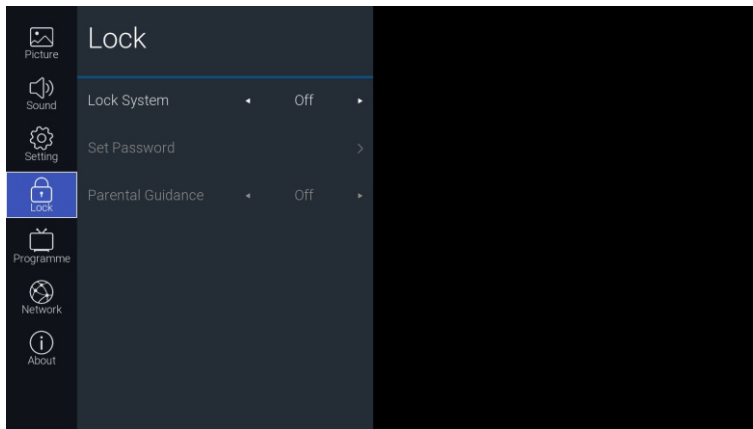 Picture
Sound
Setting
Lock
Programme
Network
About
Lock
Lock System Off
Set Password
Parental Guidance Off